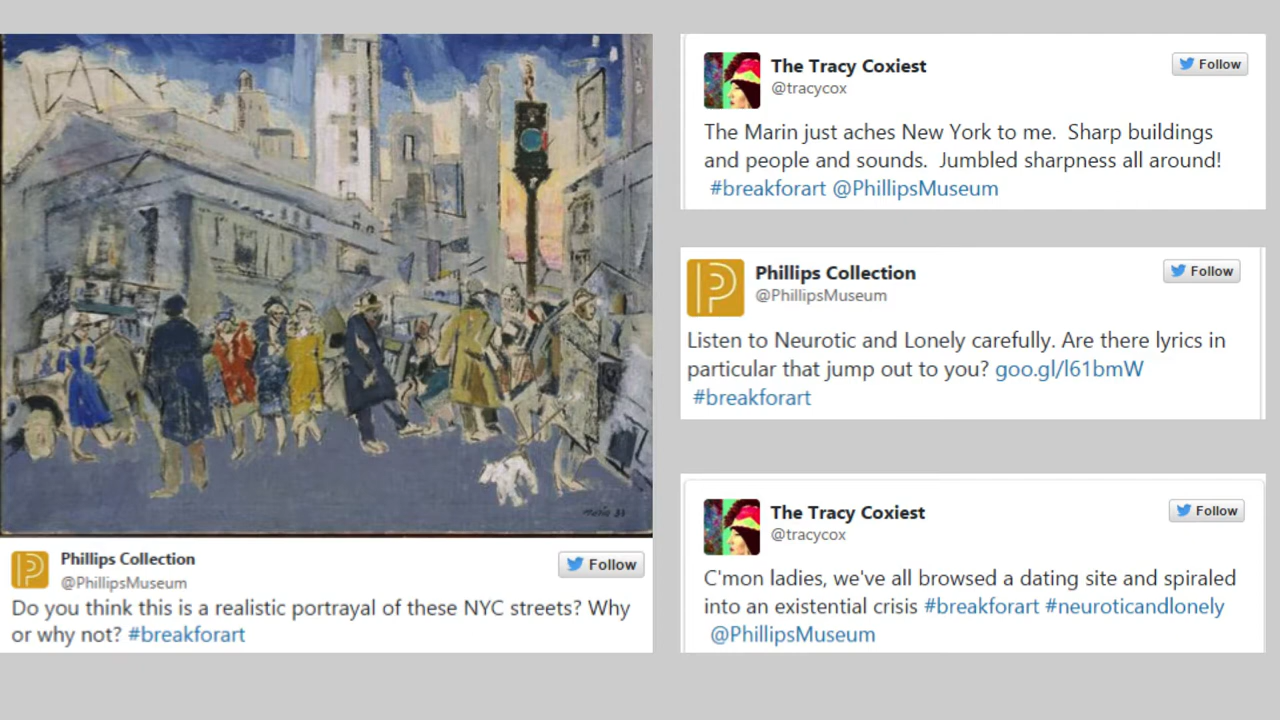 Phillips Collection
@PhillipsMuseum
Follow
Do you think this is a realistic portrayal of these NYC streets? Why
or why not? #breakforart
The Tracy Coxiest
@tracycox
Follow
The Marin just aches New York to me.  Sharp buildings
and people and sounds.  Jumbled sharpness all around!
#breakforart @PhillipsMuseum
Phillips Collection
@PhillipsMuseum
Follow
Listen to Neurotic and Lonely carefully. Are there lyrics in
particular that jump out to you? goo.gl/l61bmW
#breakforart
The Tracy Coxiest
@tracycox
Follow
C'mon ladies, we've all browsed a dating site and spiraled
into an existential crisis #breakforart #neuroticandlonely
@PhillipsMuseum